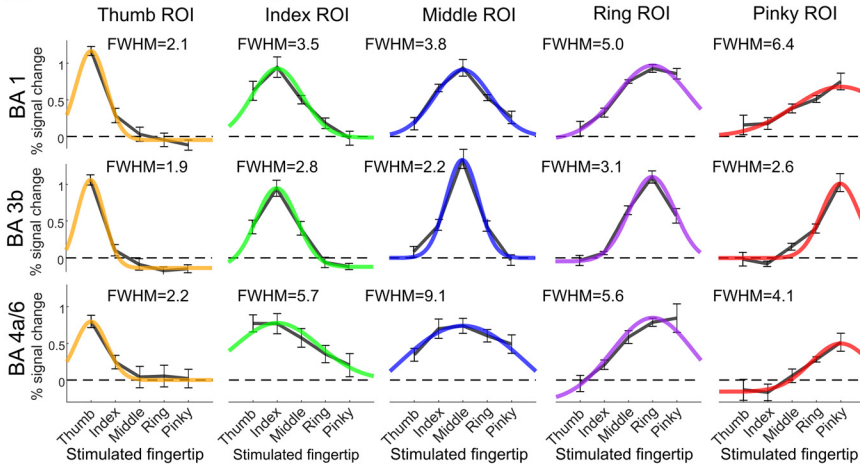 Thumb ROI Index ROI Middle ROI Ring ROI Pinky ROI
BA 1
% signal change
1
0.5
0
FWHM=2.1 FWHM=3.5 FWHM=3.8 FWHM=5.0 FWHM=6.4
BA 3b
% signal change
1
0.5
0
FWHM=1.9 FWHM=2.8 FWHM=2.2 FWHM=3.1 FWHM=2.6
BA 4a/6
% signal change
1
0.5
0
FWHM=2.2 FWHM=5.7 FWHM=9.1 FWHM=5.6 FWHM=4.1
Thumb Index Middle Ring Pinky Thumb Index Middle Ring Pinky Thumb Index Middle Ring Pinky Thumb Index Middle Ring Pinky Thumb Index Middle Ring Pinky
Stimulated fingertip Stimulated fingertip Stimulated fingertip Stimulated fingertip Stimulated fingertip